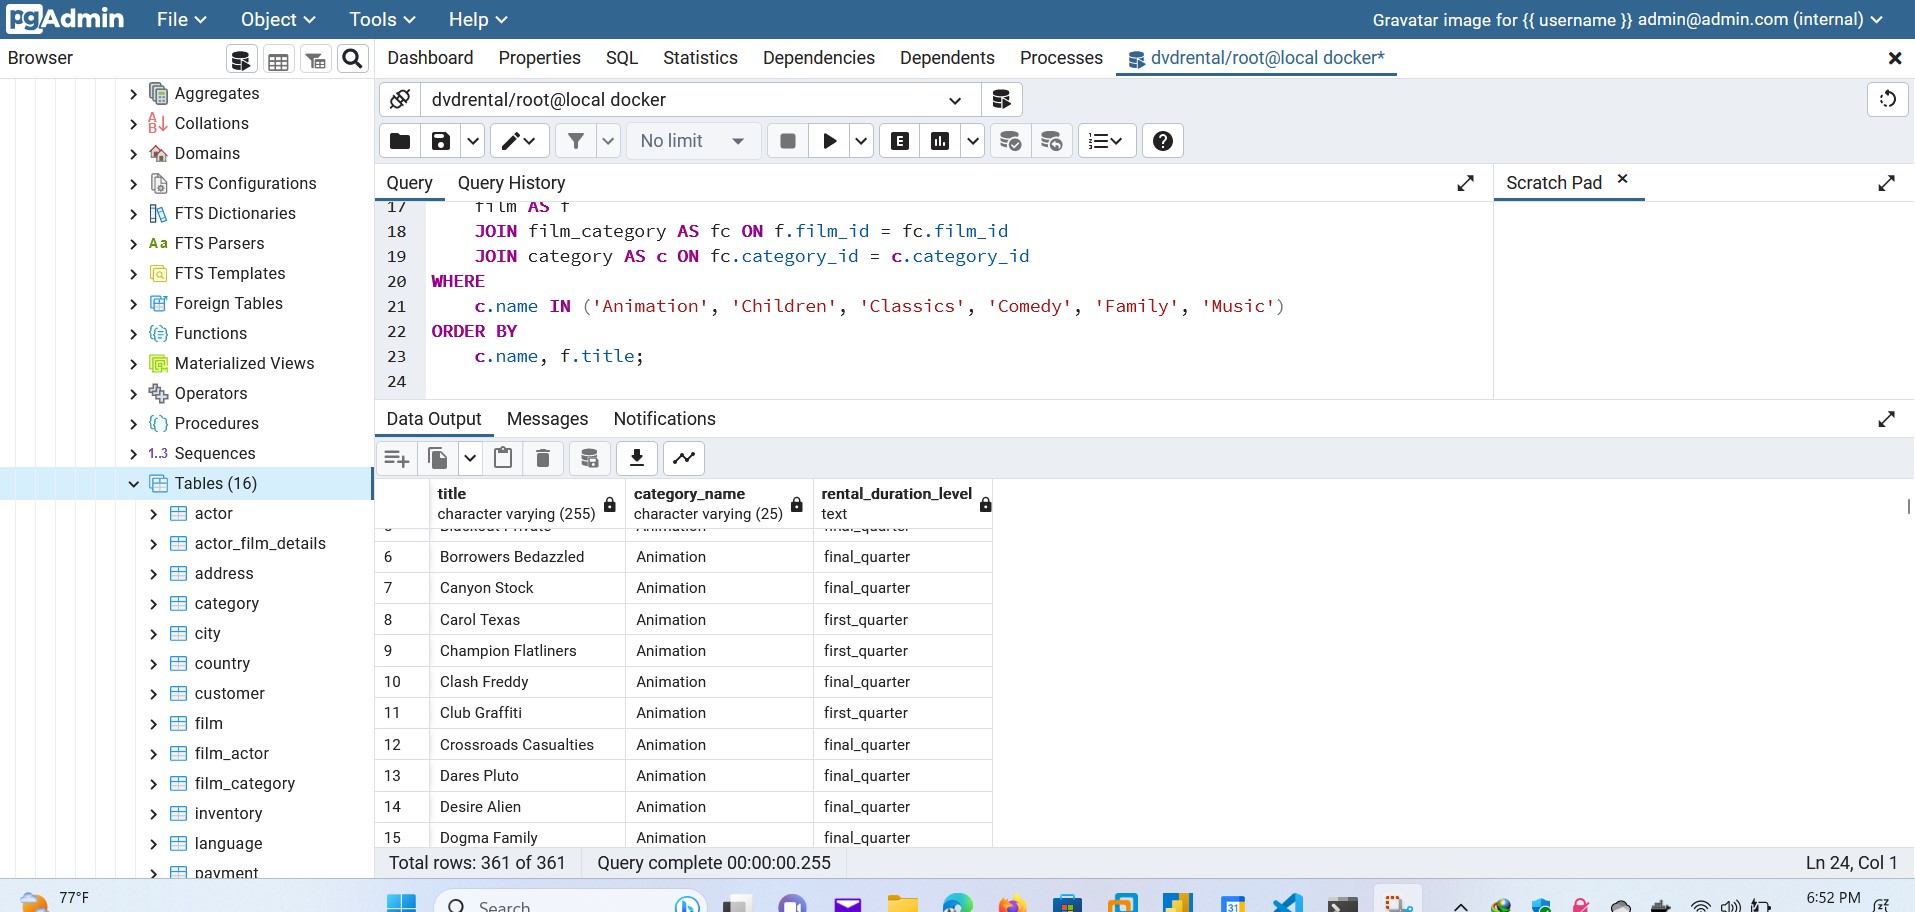 pgAdmin File Object Tools Help Gravatar image for {{ username }} admin@admin.com (internal)
Browser
Dashboard Properties SQL Statistics Dependencies Dependents Processes dvdrental/root@local docker*
Aggregates
Collations
Domains
FTS Configurations
FTS Dictionaries
Aa FTS Parsers
FTS Templates
Foreign Tables
Functions
Materialized Views
Operators
Procedures
1..3 Sequences
Tables (16)
actor
actor_film_details
address
category
city
country
customer
film
film_actor
film_category
inventory
language
payment
dvdrental/root@local docker
No limit E
Query Query History
Scratch Pad
17 film AS f
18 JOIN film_category AS fc ON f.film_id = fc.film_id
19 JOIN category AS c ON fc.category_id = c.category_id
20 WHERE
21 c.name IN ('Animation', 'Children', 'Classics', 'Comedy', 'Family', 'Music')
22 ORDER BY
23 c.name, f.title;
24
Data Output Messages Notifications
title category_name rental_duration_level
character varying (255) character varying (25) text
5 Blackout Private Animation final_quarter
6 Borrowers Bedazzled Animation final_quarter
7 Canyon Stock Animation final_quarter
8 Carol Texas Animation first_quarter
9 Champion Flatliners Animation first_quarter
10 Clash Freddy Animation final_quarter
11 Club Graffiti Animation first_quarter
12 Crossroads Casualties Animation final_quarter
13 Dares Pluto Animation final_quarter
14 Desire Alien Animation final_quarter
15 Dogma Family Animation final_quarter
Total rows: 361 of 361 Query complete 00:00:00.255 Ln 24, Col 1
77°F Search 31 6:52 PM